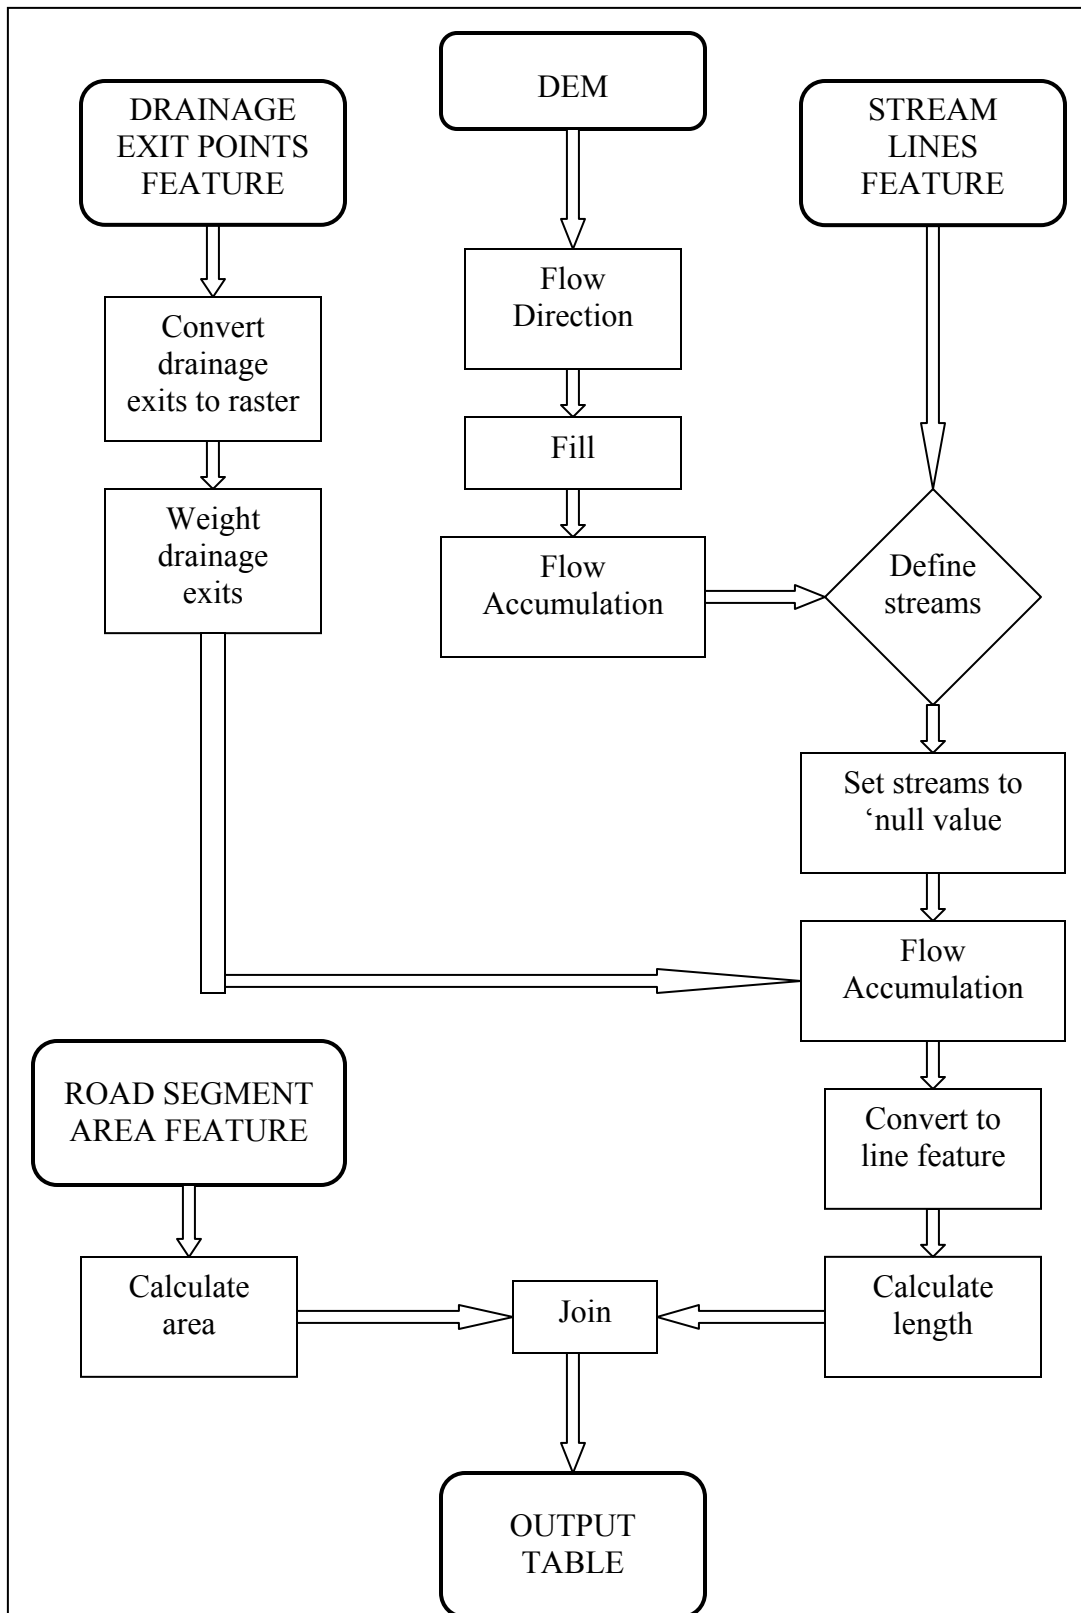 DRAINAGE
EXIT POINTS
FEATURE
DEM
STREAM
LINES
FEATURE
Convert
drainage
exits to raster
Flow
Direction
Fill
Weight
drainage
exits
Flow
Accumulation
Define
streams
Set streams to
‘null value
Flow
Accumulation
ROAD SEGMENT
AREA FEATURE
Convert to
line feature
Calculate
area
Join
Calculate
length
OUTPUT
TABLE